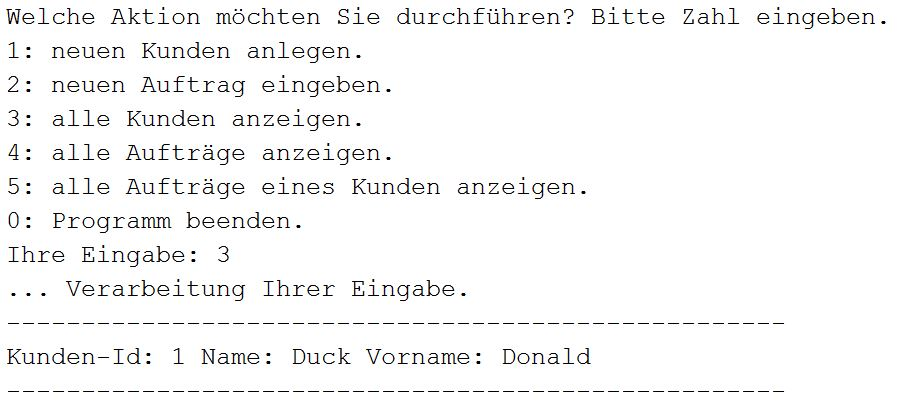 Welche Aktion möchten Sie durchführen? Bitte Zahl eingeben.
1: neuen Kunden anlegen.
2: neuen Auftrag eingeben.
3: alle Kunden anzeigen.
4: alle Aufträge anzeigen.
5: alle Aufträge eines Kunden anzeigen.
0: Programm beenden.
Ihre Eingabe: 3
... Verarbeitung Ihrer Eingabe.
----------------------------------------------------
Kunden-Id: 1 Name: Duck Vorname: Donald
----------------------------------------------------